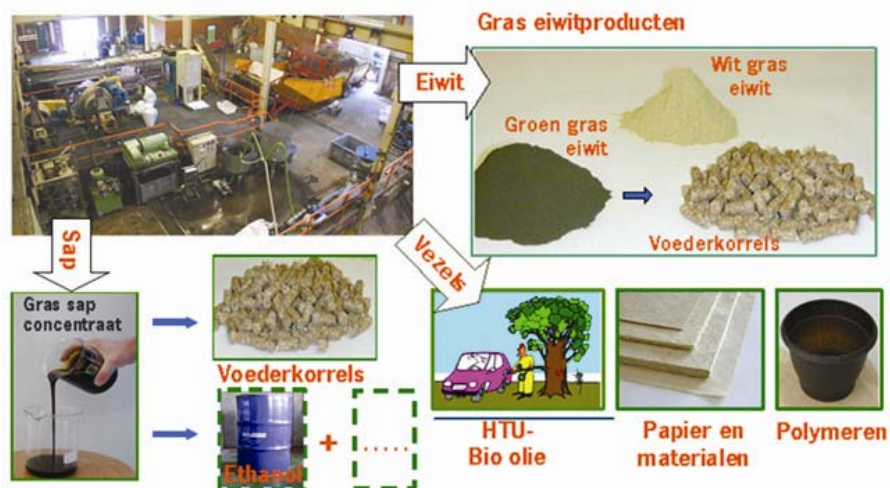 Gras eiwitproducten
Eiwit
Wit gras
eiwit
Groen gras
eiwit
Voederkorrels
Sap
Vezels
Gras sap
concentraat
Voederkorrels
Ethanol
+
......
HTU-
Bio olie
Papier en
materialen
Polymeren